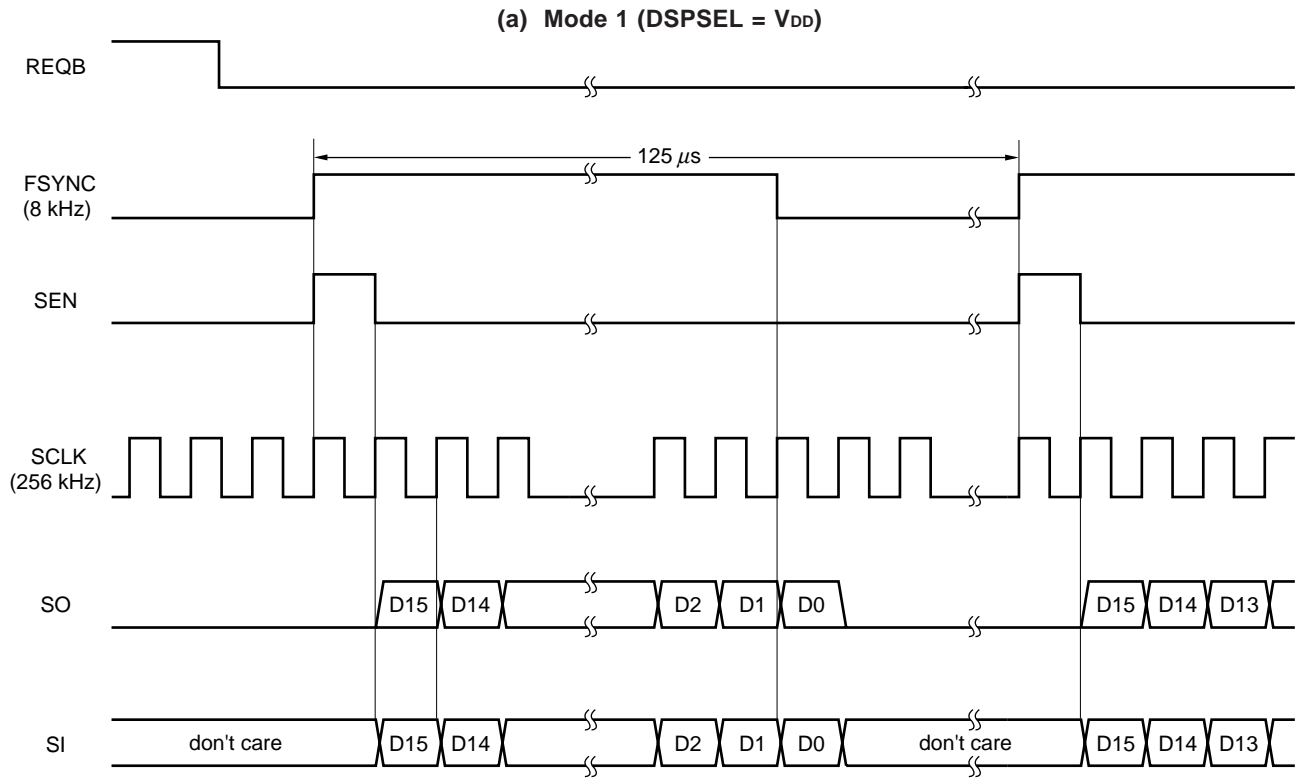 (a) Mode 1 (DSPSEL = VDD)
REQB
125 μs
FSYNC
(8 kHz)
SEN
SCLK
(256 kHz)
SO
D15 D14 D2 D1 D0 D15 D14 D13
SI
don't care D15 D14 D2 D1 D0 don't care D15 D14 D13